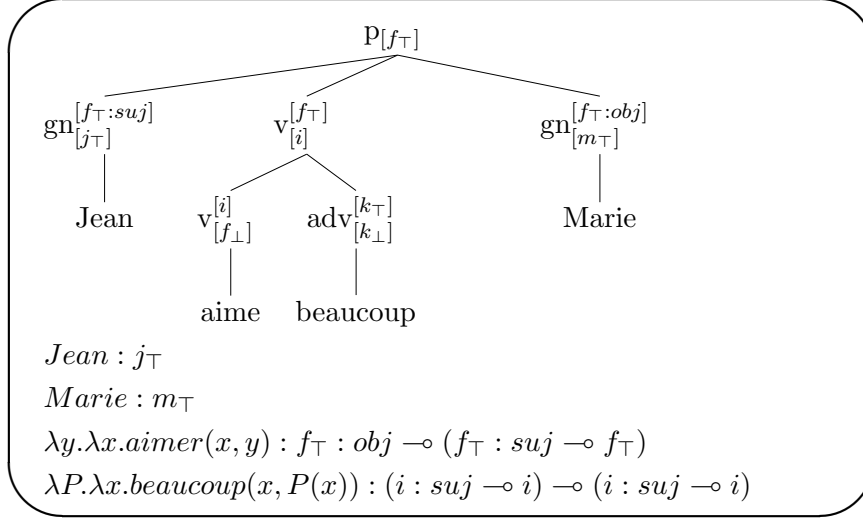 p[f⊤]
gn[f⊤:suj][j⊤] v[f⊤][i] gn[f⊤:obj][m⊤]
Jean v[i][f⊥] adv[k⊤][k⊥] Marie
aime beaucoup
Jean : j⊤
Marie : m⊤
λy.λx.aimer(x, y) : f⊤ : obj ⊸ (f⊤ : suj ⊸ f⊤)
λP.λx.beaucoup(x, P(x)) : (i : suj ⊸ i) ⊸ (i : suj ⊸ i)